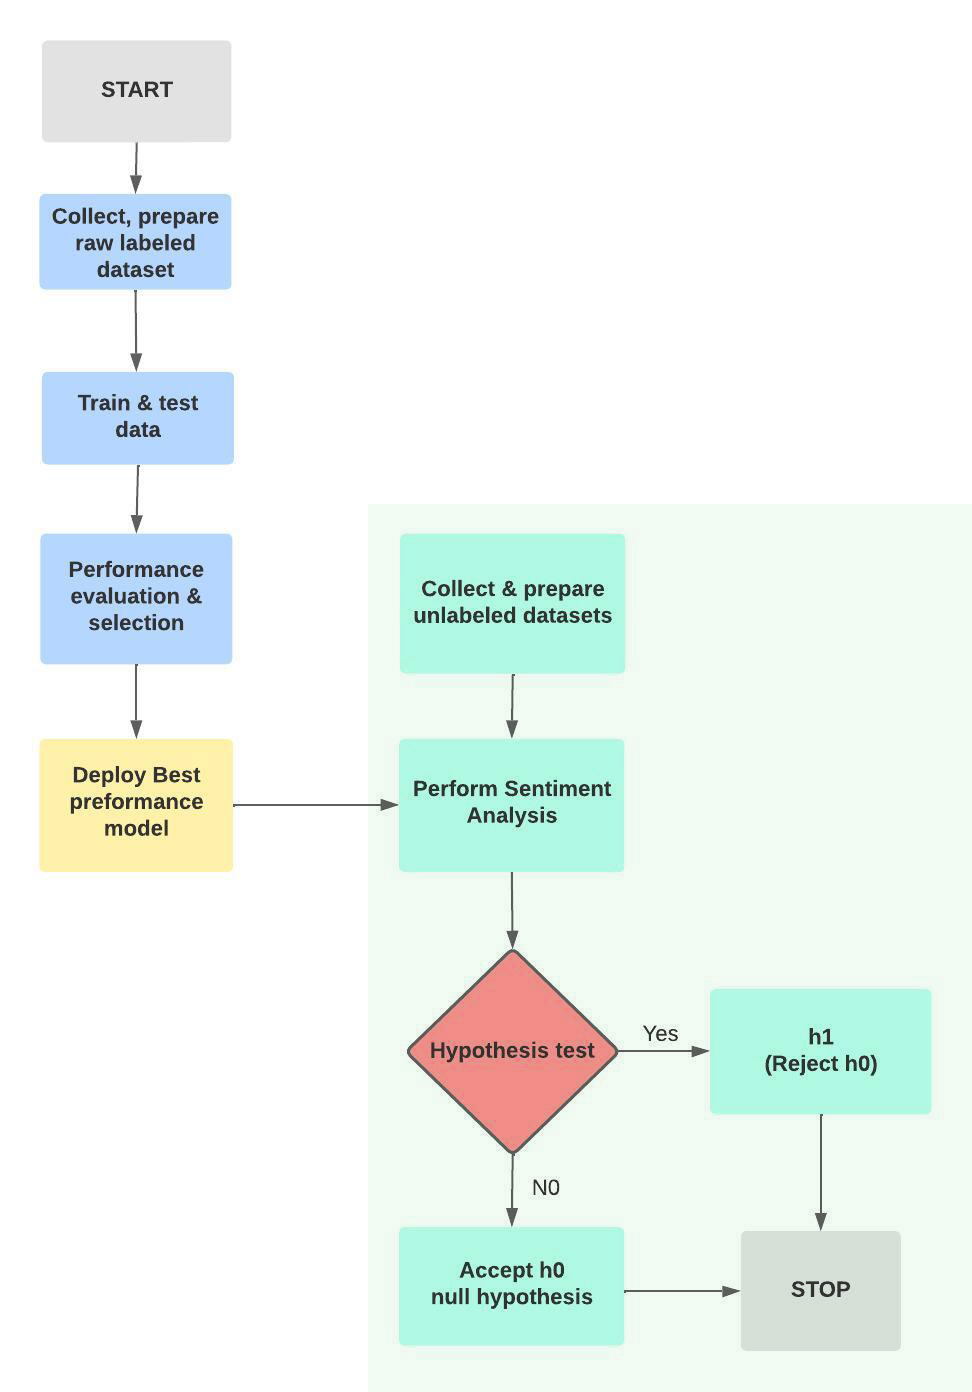 START
Collect, prepare
raw labeled
dataset
Train & test
data
Performance
evaluation &
selection
Deploy Best
preformance
model
Collect & prepare
unlabeled datasets
Perform Sentiment
Analysis
Hypothesis test
Yes
h1
(Reject h0)
N0
Accept h0
null hypothesis
STOP